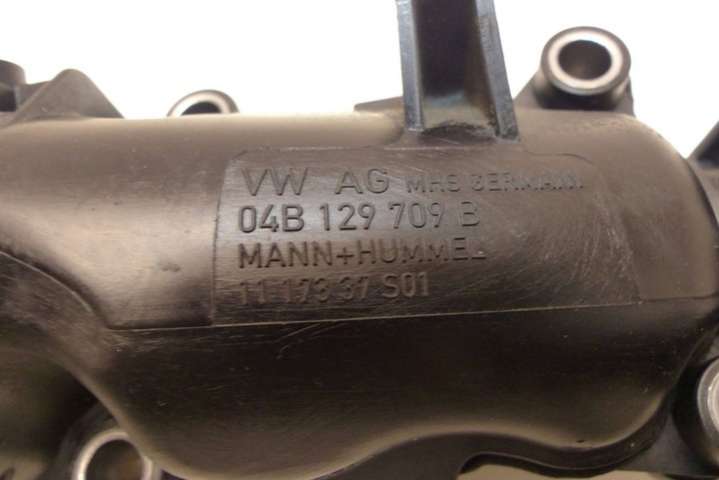 VW AG MHS GERMANY
04B 129 709 B
MANN+HUMMEL
11 173 37 S01